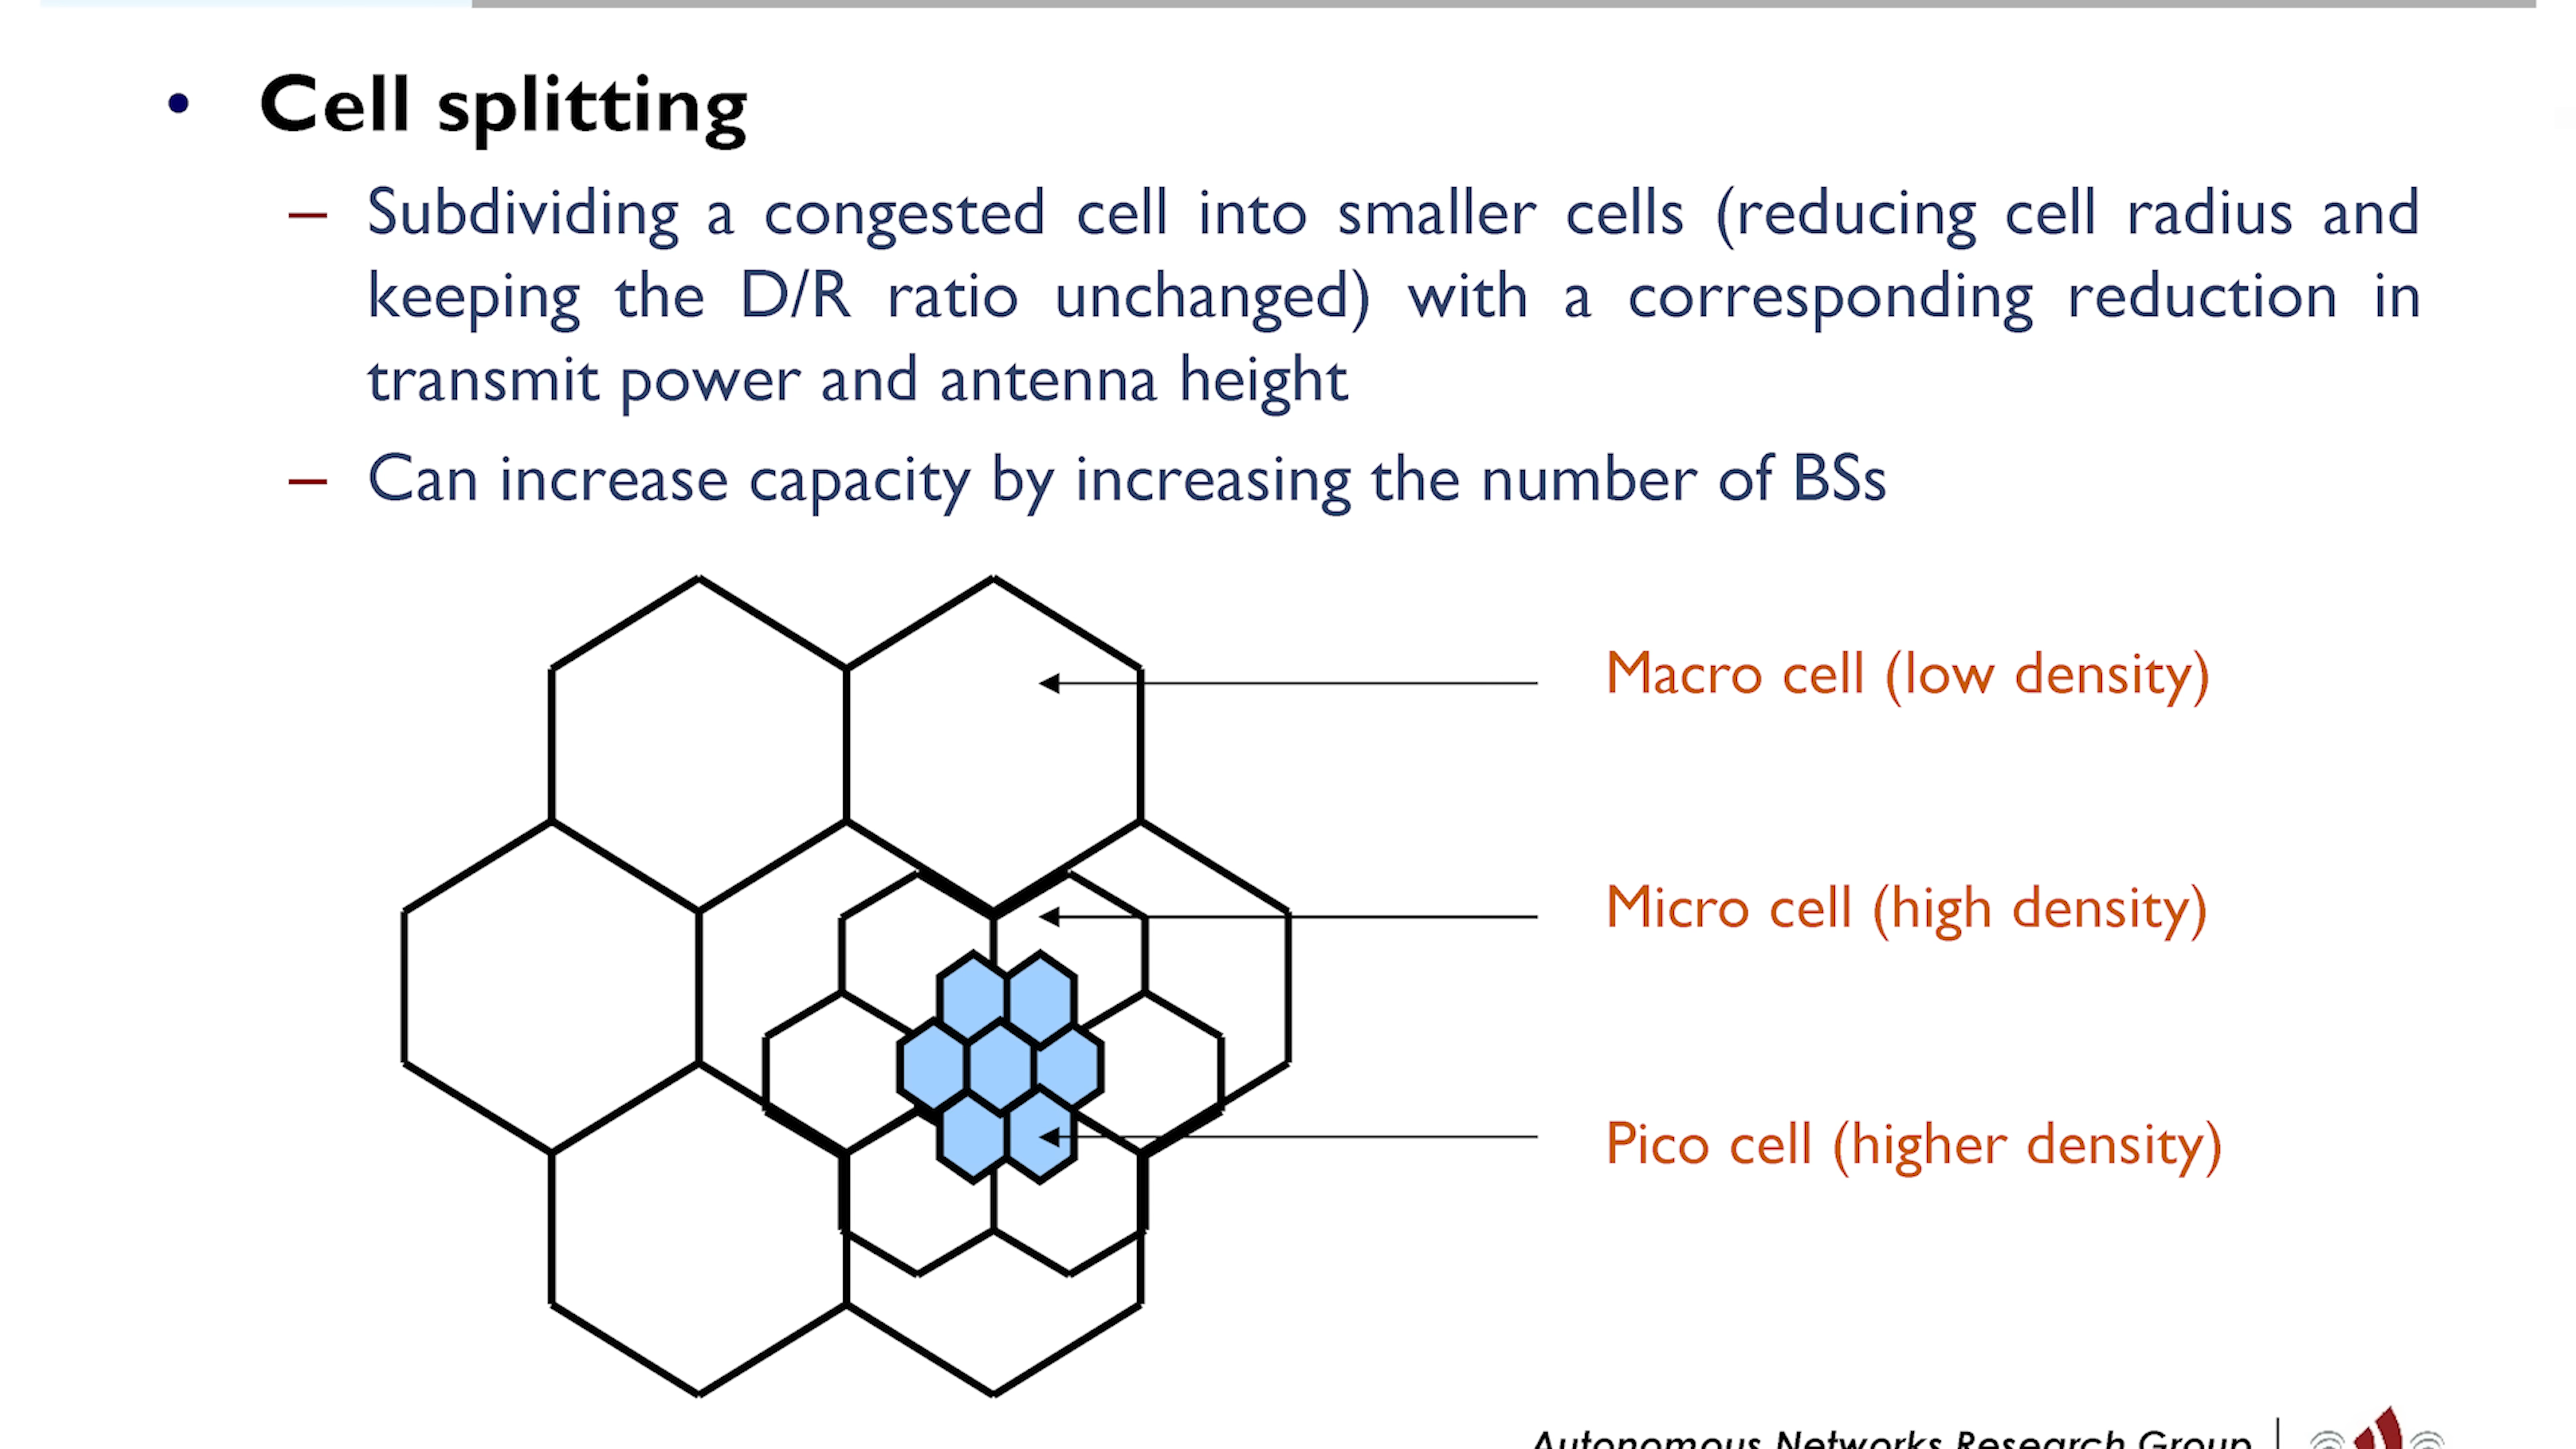 • Cell splitting
– Subdividing a congested cell into smaller cells (reducing cell radius and
keeping the D/R ratio unchanged) with a corresponding reduction in
transmit power and antenna height
– Can increase capacity by increasing the number of BSs
Macro cell (low density)
Micro cell (high density)
Pico cell (higher density)
Autonomous Networks Research Group